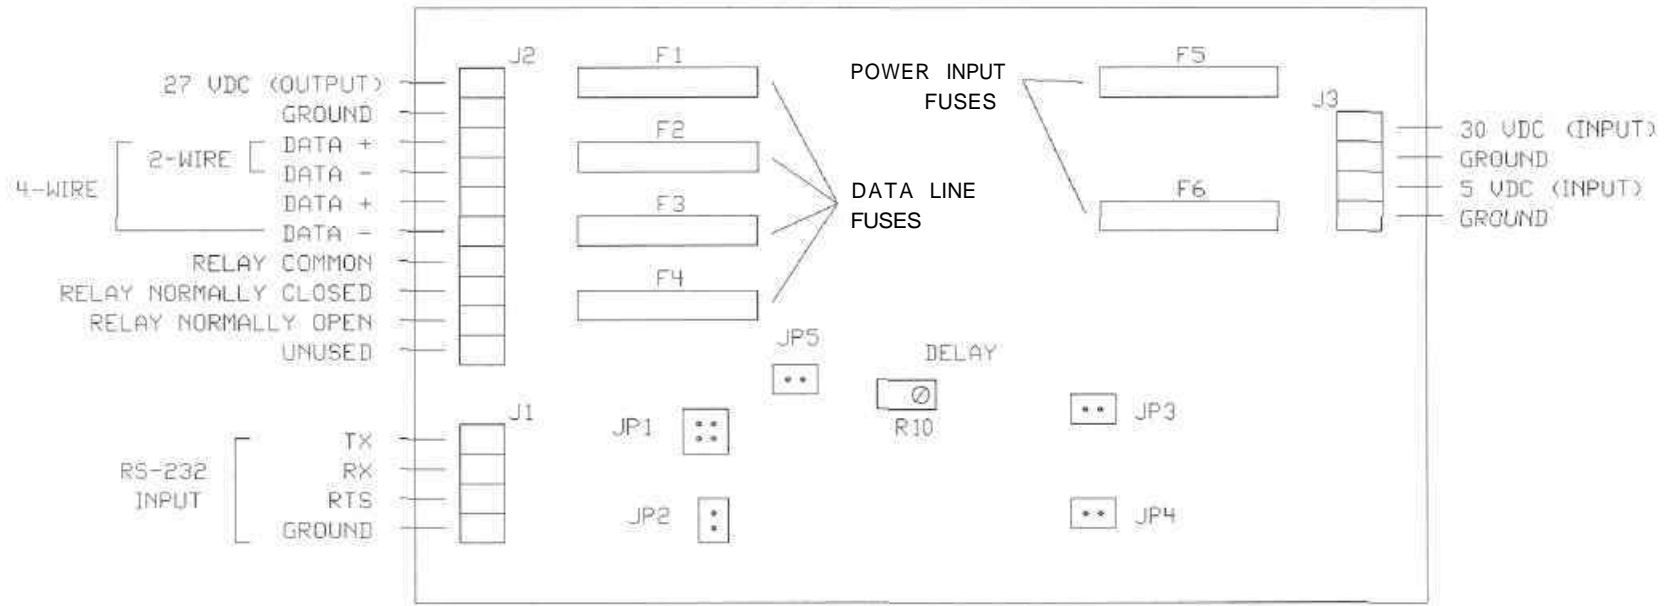 J2
27 VDC (OUTPUT)
GROUND
DATA +
2-WIRE
DATA -
4-WIRE
DATA +
DATA -
RELAY COMMON
RELAY NORMALLY CLOSED
RELAY NORMALLY OPEN
UNUSED
J1
TX
RS-232
INPUT
RX
RTS
GROUND
F1
F2
F3
F4
DATA LINE
FUSES
POWER INPUT
FUSES
F5
F6
J3
30 VDC (INPUT)
GROUND
5 VDC (INPUT)
GROUND
JP5
DELAY
R10
JP1
JP2
JP3
JP4